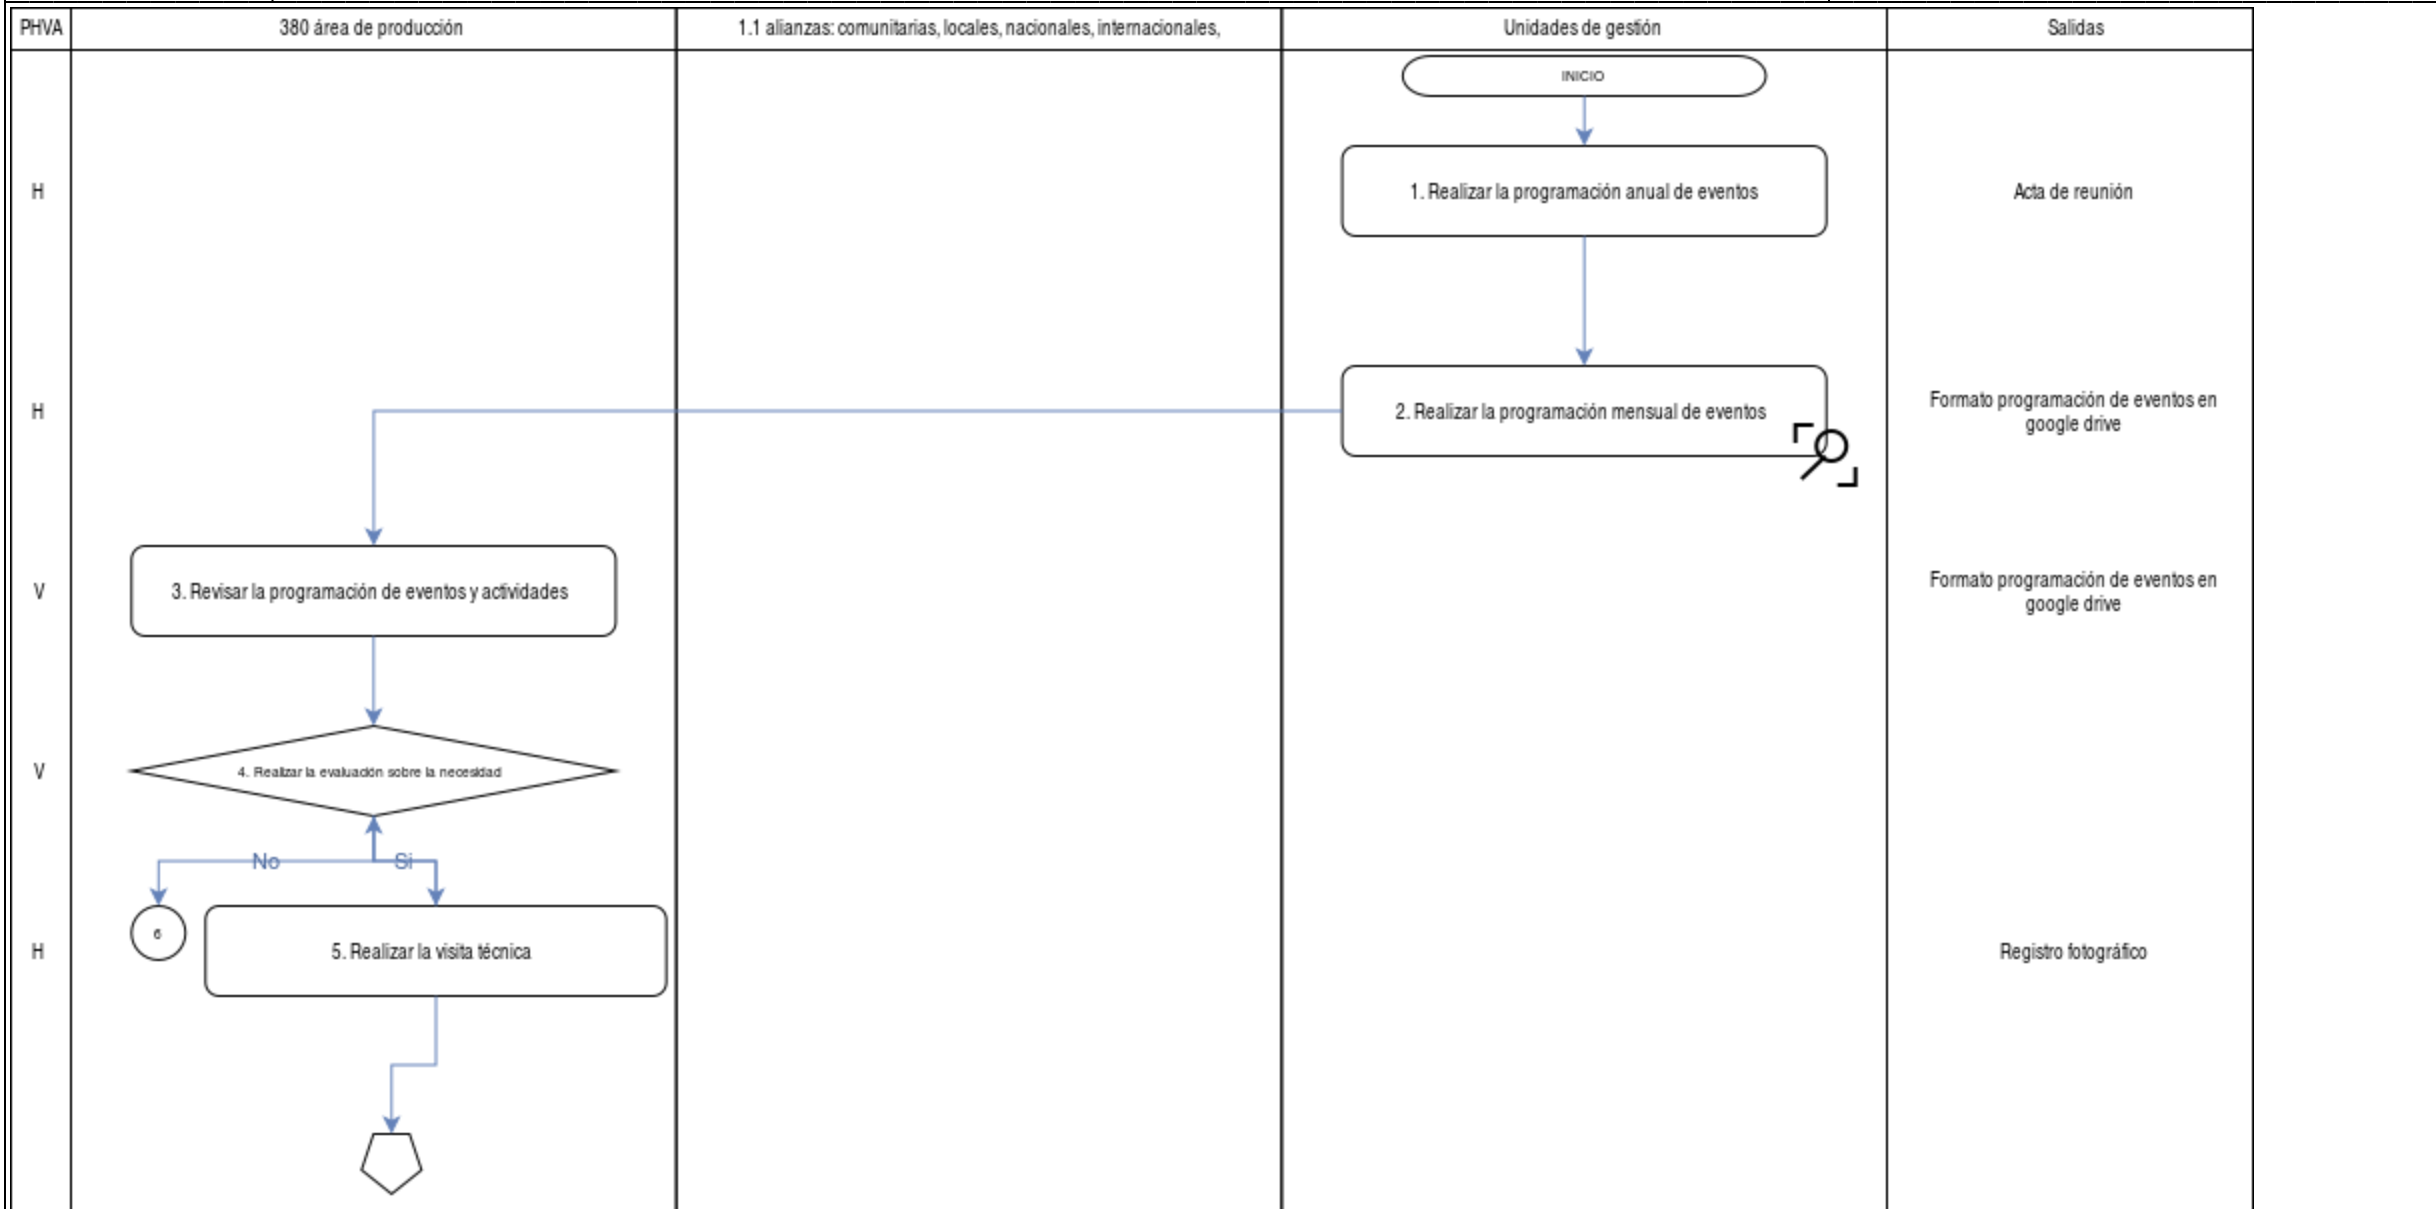 PHVA
380 área de producción
1.1 alianzas: comunitarias, locales, nacionales, internacionales,
Unidades de gestión
Salidas
INICIO
H
1. Realizar la programación anual de eventos
Acta de reunión
H
2. Realizar la programación mensual de eventos
Formato programación de eventos en
google drive
V
3. Revisar la programación de eventos y actividades
Formato programación de eventos en
google drive
V
4. Realizar la evaluación sobre la necesidad
No
Si
H
6
5. Realizar la visita técnica
Registro fotográfico